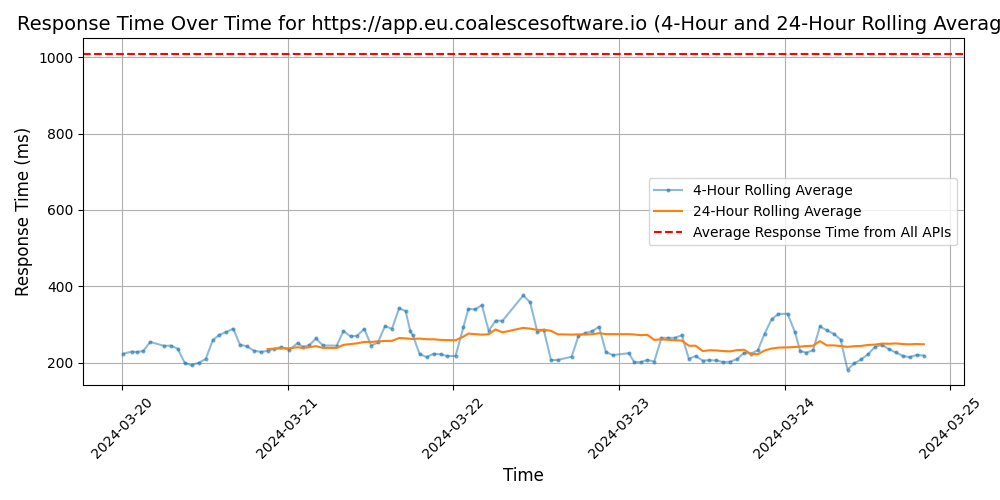 Response Time Over Time for https://app.eu.coalescesoftware.io (4-Hour and 24-Hour Rolling Averag
Response Time (ms)
1000
800
600
400
200
4-Hour Rolling Average
24-Hour Rolling Average
Average Response Time from All APIs
2024-03-20
2024-03-21
2024-03-22
2024-03-23
2024-03-24
2024-03-25
Time